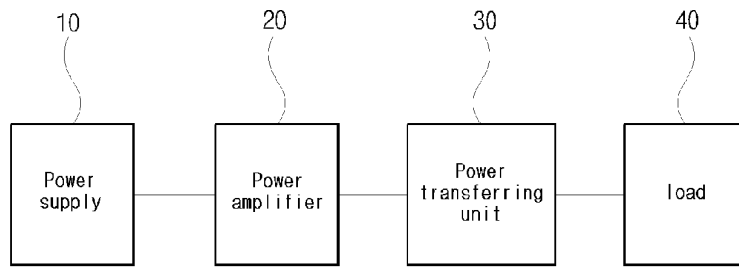 10 20 30 40
Power
supply
Power
amplifier
Power
transferring
unit
load